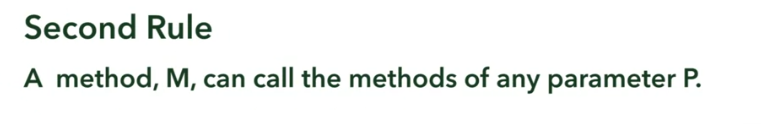 Second Rule
A method, M, can call the methods of any parameter P.